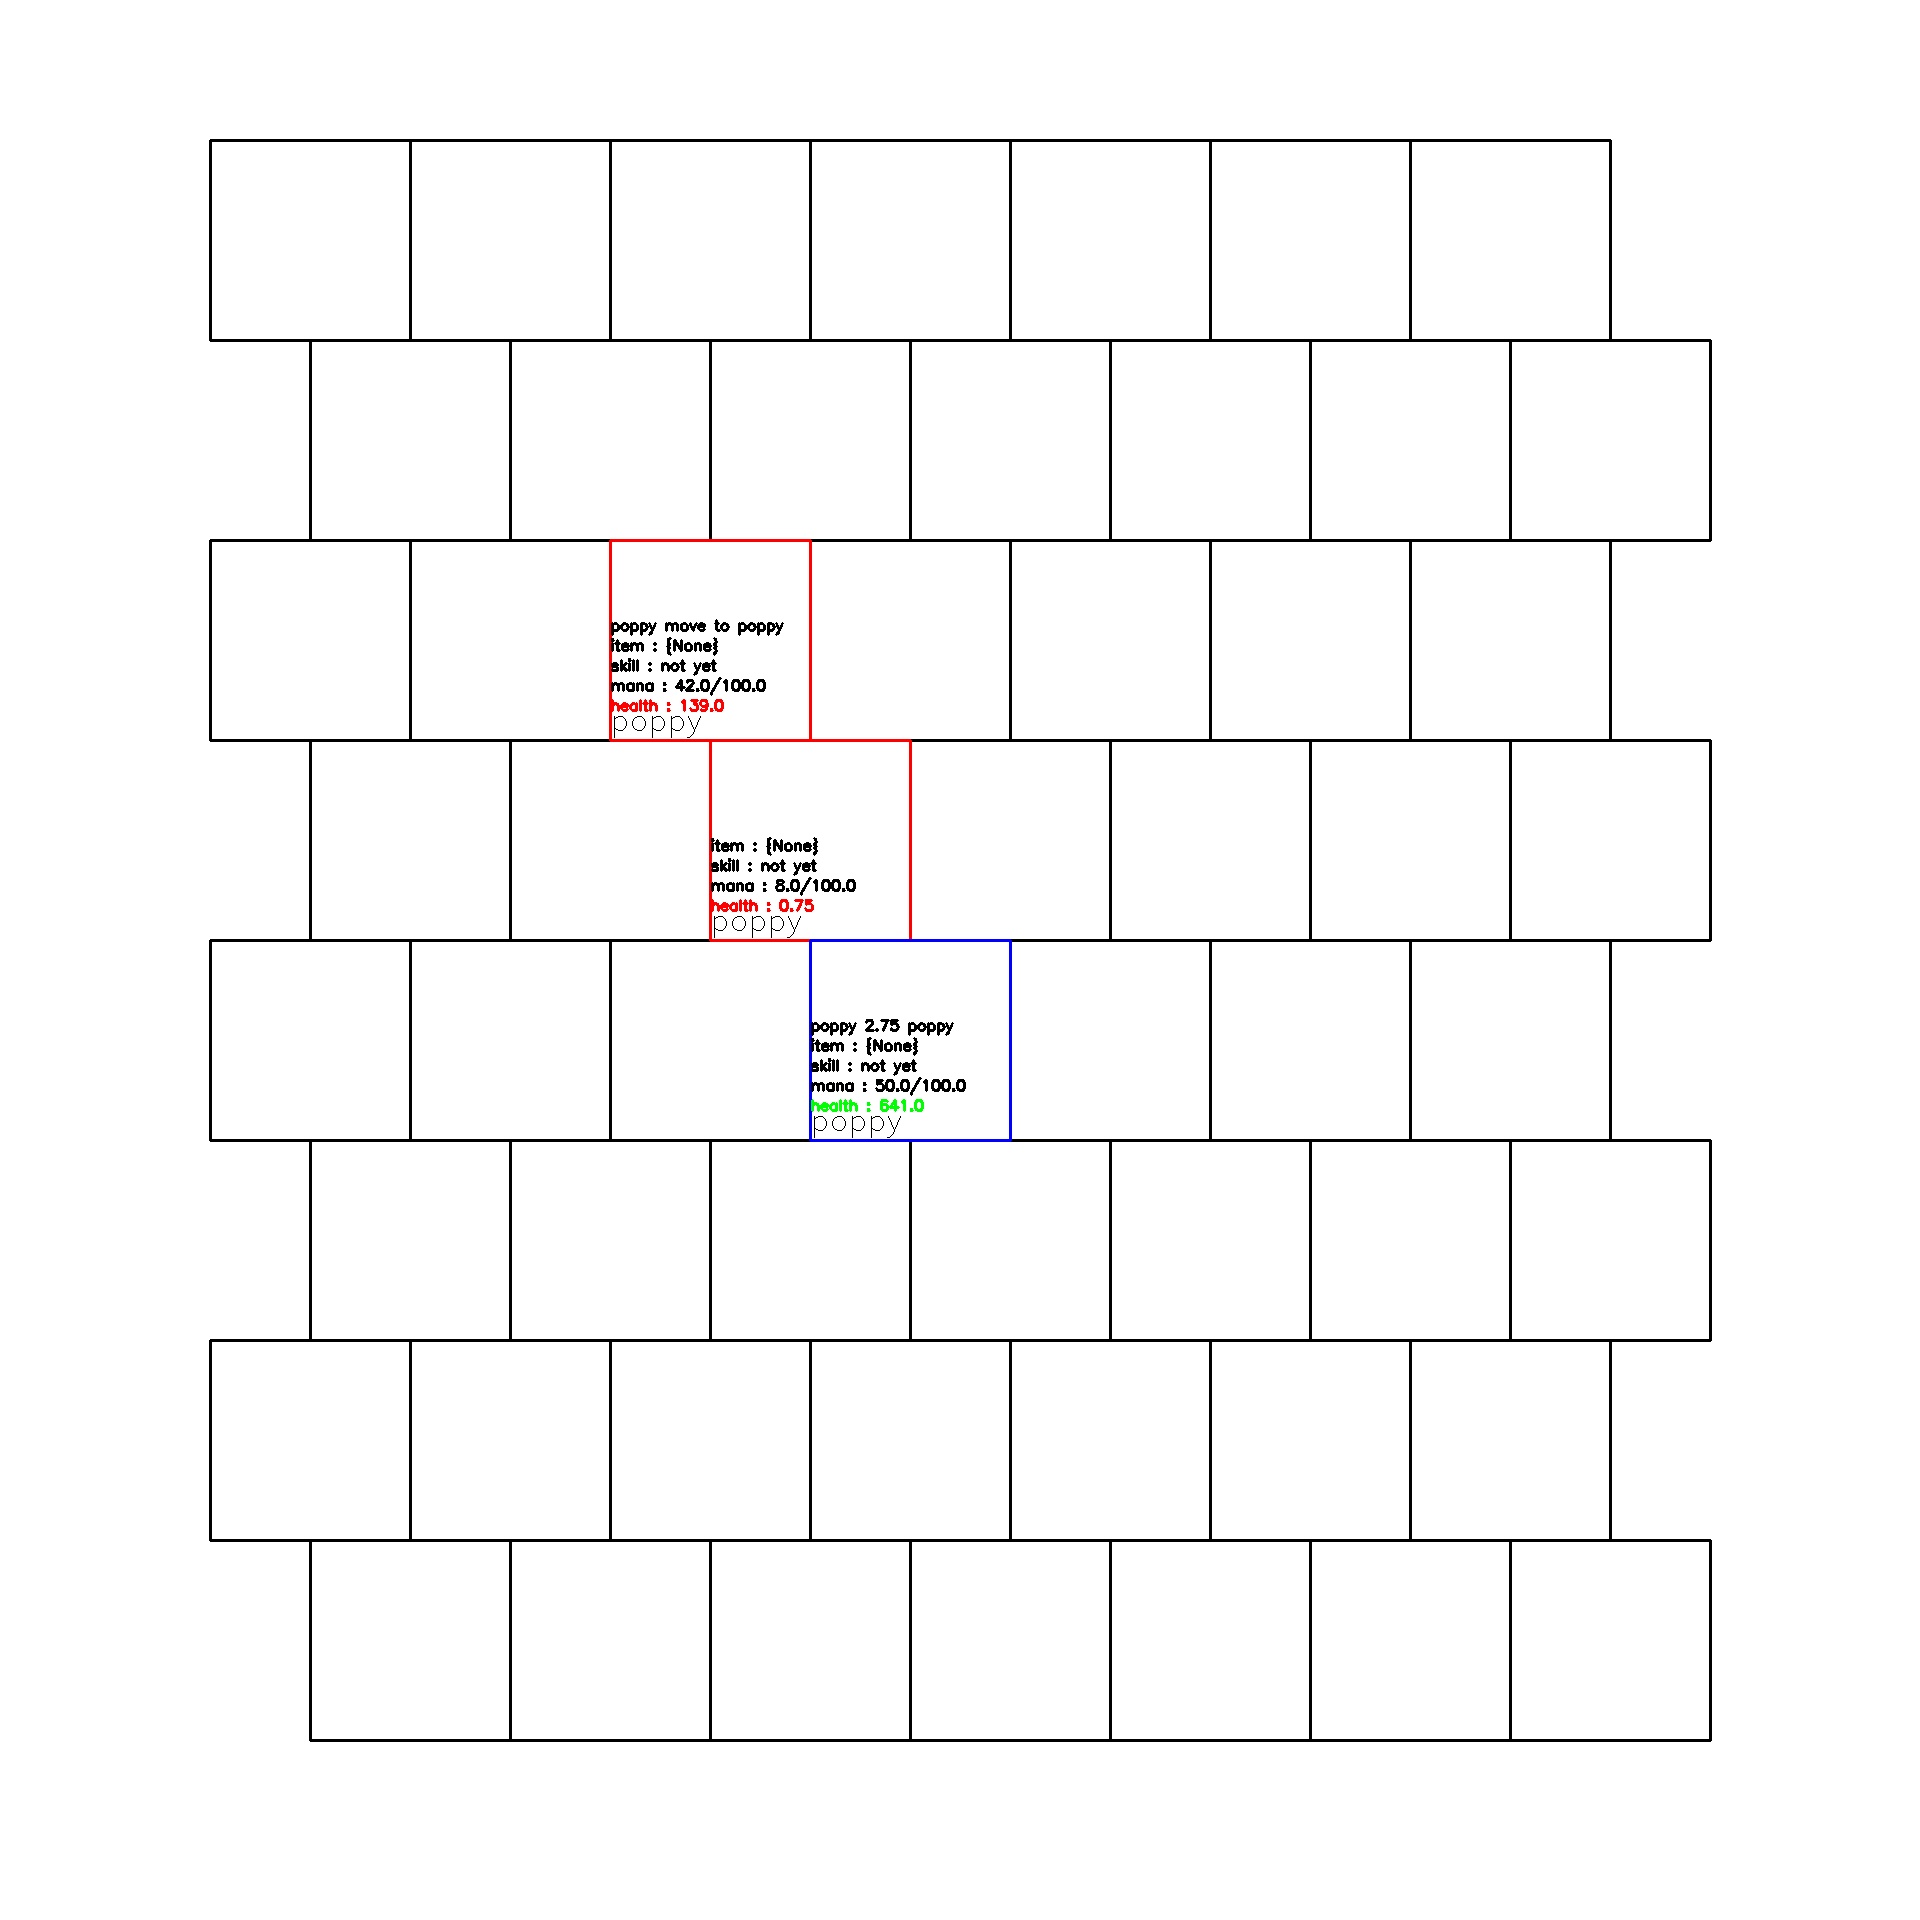 poppy move to poppy
item : {None}
skill : not yet
mana : 42.0/100.0
health : 139.0
poppy
item : {None}
skill : not yet
mana : 8.0/100.0
health : 0.75
poppy
poppy 2.75 poppy
item : {None}
skill : not yet
mana : 50.0/100.0
health : 641.0
poppy